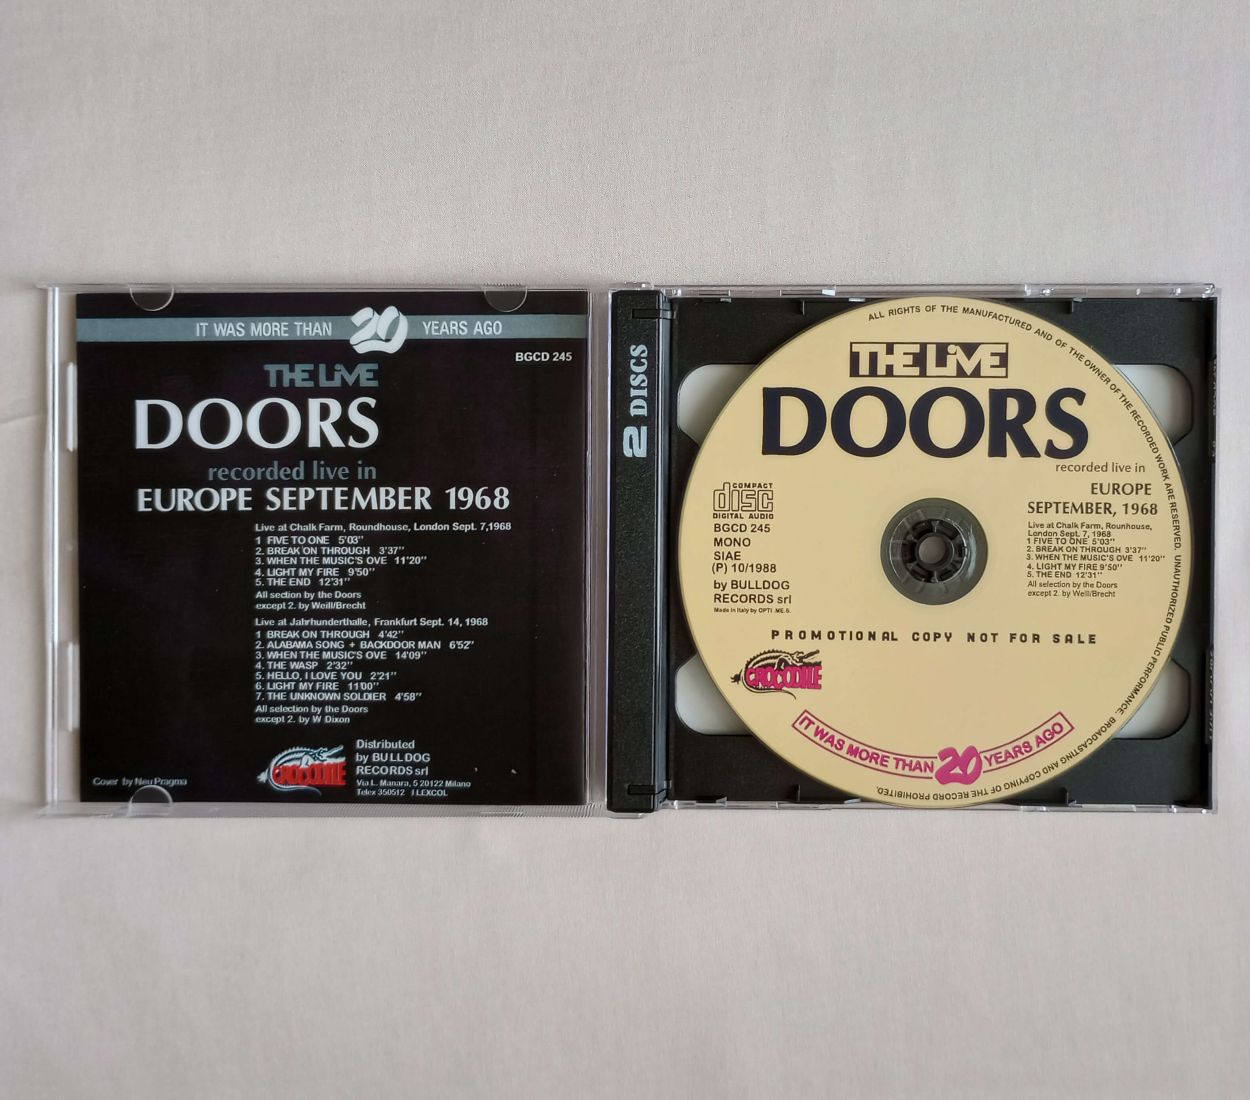 IT WAS MORE THAN 20 YEARS AGO
BGCD 245
THE LiVE
DOORS
recorded live in
EUROPE SEPTEMBER 1968
Live at Chalk Farm, Roundhouse, London Sept. 7,1968
1 FIVE TO ONE 5'03''
2. BREAK ON THROUGH 3'37''
3. WHEN THE MUSIC'S OVE 11'20''
4. LIGHT MY FIRE 9'50''
5. THE END 12'31''
All section by the Doors
except 2. by Weill/Brecht
Live at Jahrhunderthalle, Frankfurt Sept. 14, 1968
1 BREAK ON THROUGH 4'42''
2. ALABAMA SONG + BACKDOOR MAN 6'52''
3. WHEN THE MUSIC'S OVE 14'09''
4. THE WASP 2'32''
5. HELLO, I LOVE YOU 2'21''
6. LIGHT MY FIRE 11'00''
7. THE UNKNOWN SOLDIER 4'58''
All selection by the Doors
except 2. by W Dixon
Cover by Neu Pragma
CROCODILE
Distributed
by BULLDOG
RECORDS srl
Via L. Manara, 5 20122 Milano
Telex 350512 I LEXCOL
2 DISCS
ALL RIGHTS OF THE MANUFACTURED AND OF THE OWNER OF THE RECORDED WORK ARE RESERVED. UNAUTHORIZED PUBLIC PERFORMANCE, BROADCASTING AND COPYING OF THE RECORD PROHIBITED.
THE LiVE
DOORS
recorded live in
EUROPE
SEPTEMBER, 1968
COMPACT
disc
DIGITAL AUDIO
BGCD 245
MONO
SIAE
(P) 10/1988
by BULLDOG
RECORDS srl
Made in Italy by OPTI .ME.S.
Live at Chalk Farm, Rounhouse,
London Sept. 7, 1968
1 FIVE TO ONE 5'03''
2. BREAK ON THROUGH 3'37''
3. WHEN THE MUSIC'S OVE 11'20''
4. LIGHT MY FIRE 9'50''
5. THE END 12'31''
All selection by the Doors
except 2. by Weill/Brecht
PROMOTIONAL COPY NOT FOR SALE
CROCODILE
IT WAS MORE THAN 20 YEARS AGO